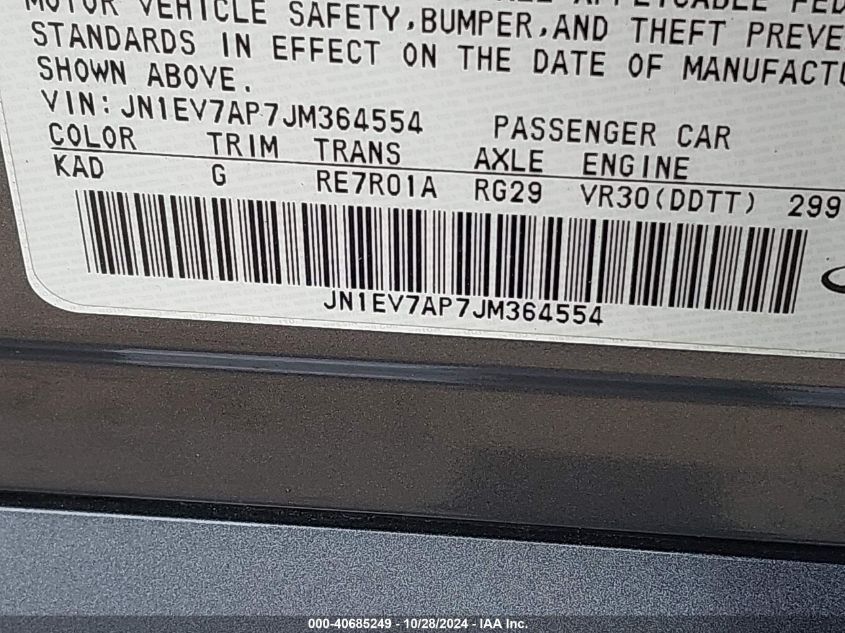 MOTOR VEHICLE SAFETY, BUMPER, AND THEFT
STANDARDS IN EFFECT ON THE DATE OF
SHOWN ABOVE.
VIN: JN1EV7AP7JM364554 PASSENGER CAR
COLOR TRIM TRANS AXLE ENGINE
KAD G RE7R01A RG29 VR30(DDTT) 299
JN1EV7AP7JM364554
000-40685249 - 10/28/2024 - IAA Inc.